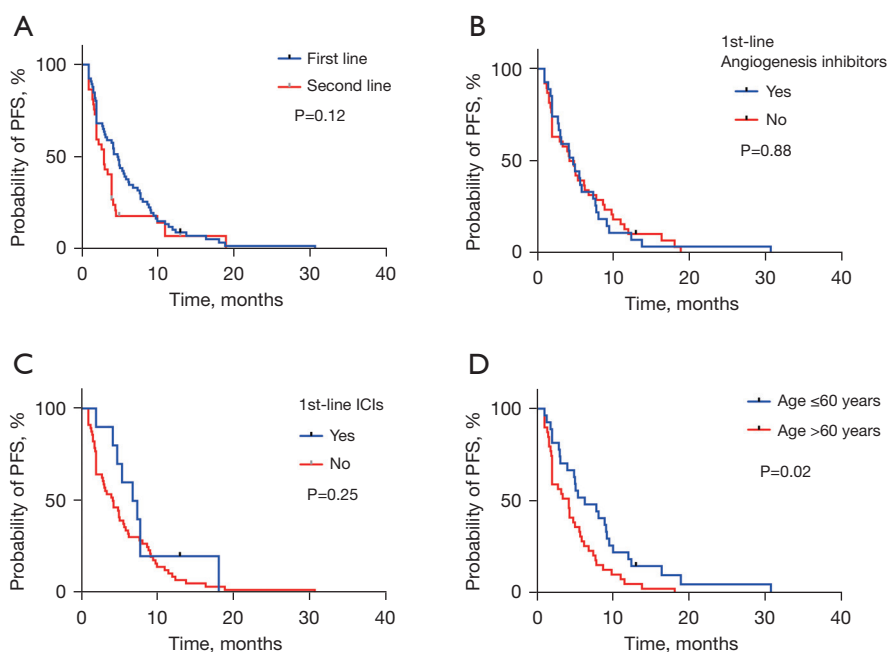 A
Probability of PFS, %
100
50
0
First line
Second line
P=0.12
0 10 20 30 40
Time, months
B
Probability of PFS, %
100
50
0
1st-line
Angiogenesis inhibitors
Yes
No
P=0.88
0 10 20 30 40
Time, months
C
Probability of PFS, %
100
50
0
1st-line ICIs
Yes
No
P=0.25
0 10 20 30 40
Time, months
D
Probability of PFS, %
100
50
0
Age ≤60 years
Age >60 years
P=0.02
0 10 20 30 40
Time, months